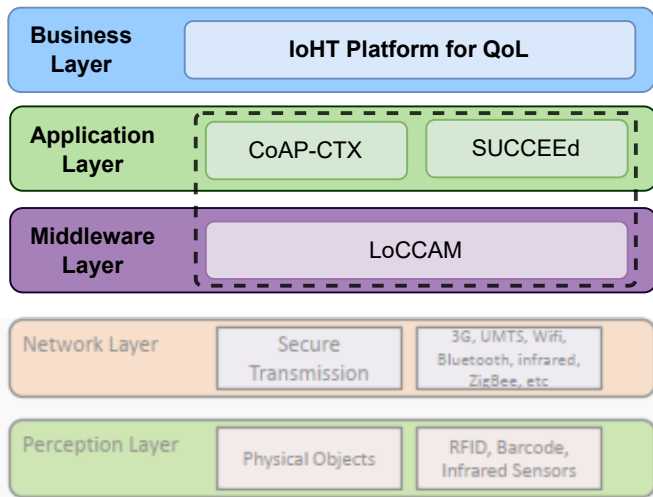 Business
Layer
IoHT Platform for QoL
Application
Layer
CoAP-CTX
SUCCEEd
Middleware
Layer
LoCCAM
Network Layer
Secure
Transmission
3G, UMTS, Wifi,
Bluetooth, infrared,
ZigBee, etc
Perception Layer
Physical Objects
RFID, Barcode,
Infrared Sensors